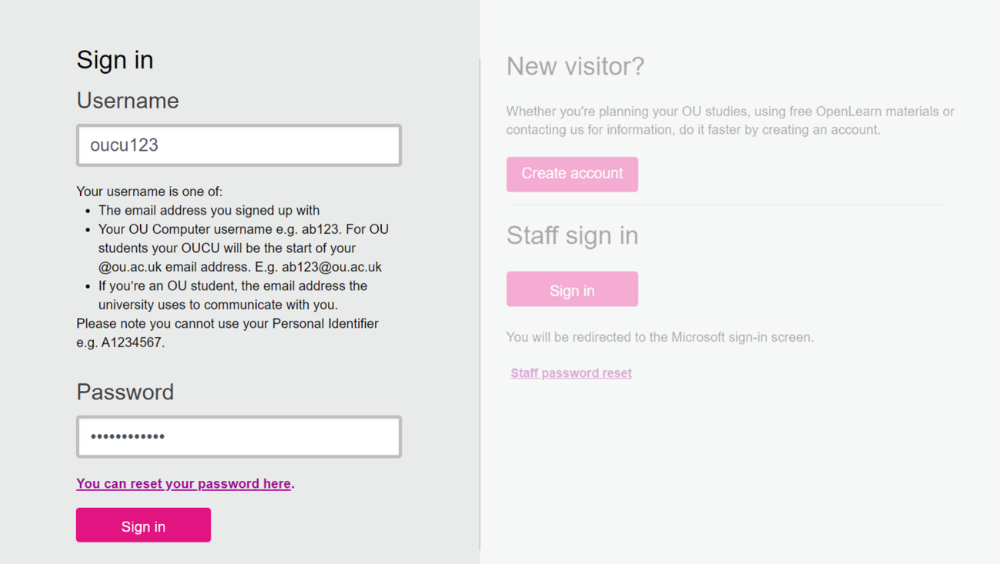 Sign in
Username
oucu123
Your username is one of:
• The email address you signed up with
• Your OU Computer username e.g. ab123. For OU
students your OUCU will be the start of your
@ou.ac.uk email address. E.g. ab123@ou.ac.uk
• If you’re an OU student, the email address the
university uses to communicate with you.
Please note you cannot use your Personal Identifier
e.g. A1234567.
Password
••••••••••••
You can reset your password here.
Sign in
New visitor?
Whether you're planning your OU studies, using free OpenLearn materials or
contacting us for information, do it faster by creating an account.
Create account
Staff sign in
Sign in
You will be redirected to the Microsoft sign-in screen.
Staff password reset